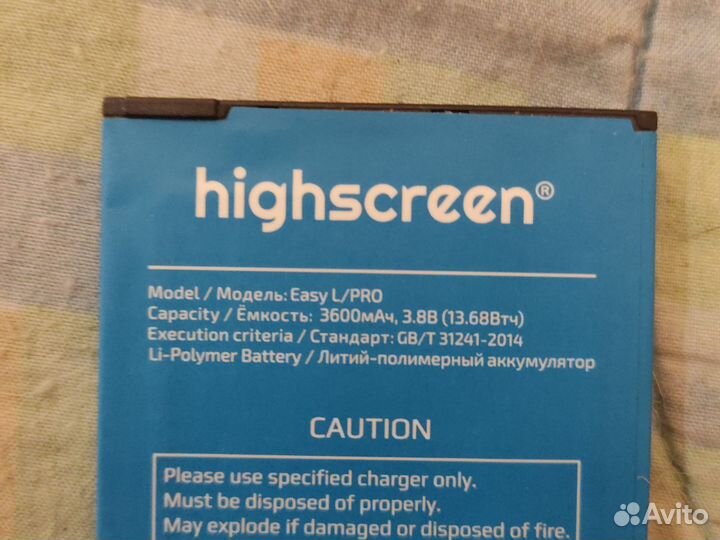 highscreen®
Model / Модель: Easy L/PRO
Capacity / Ёмкость: 3600мАч, 3.8В (13.68Втч)
Execution criteria / Стандарт: GB/T 31241-2014
Li-Polymer Battery / Литий-полимерный аккумулятор
CAUTION
Please use specified charger only.
Must be disposed of properly.
May explode if damaged or disposed of fire.
Avito